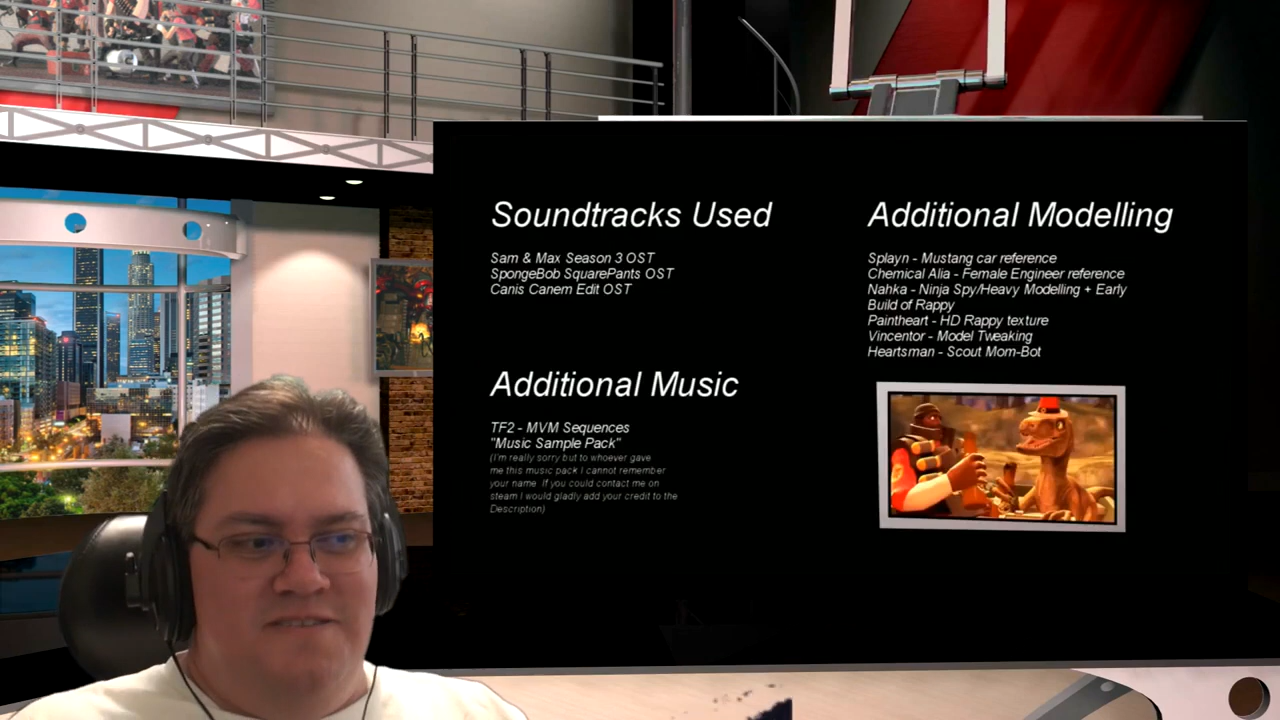 Soundtracks Used
Sam & Max Season 3 OST
SpongeBob SquarePants OST
Canis Canem Edit OST
Additional Music
TF2 - MVM Sequences
"Music Sample Pack"
(I'm really sorry but to whoever gave
me this music pack I cannot remember
your name. If you could contact me on
steam I would gladly add your credit to the
Description)
Additional Modelling
Splayn - Mustang car reference
Chemical Alia - Female Engineer reference
Nahka - Ninja Spy/Heavy Modelling + Early
Build of Rappy
Paintheart - HD Rappy texture
Vincentor - Model Tweaking
Heartsman - Scout Mom-Bot